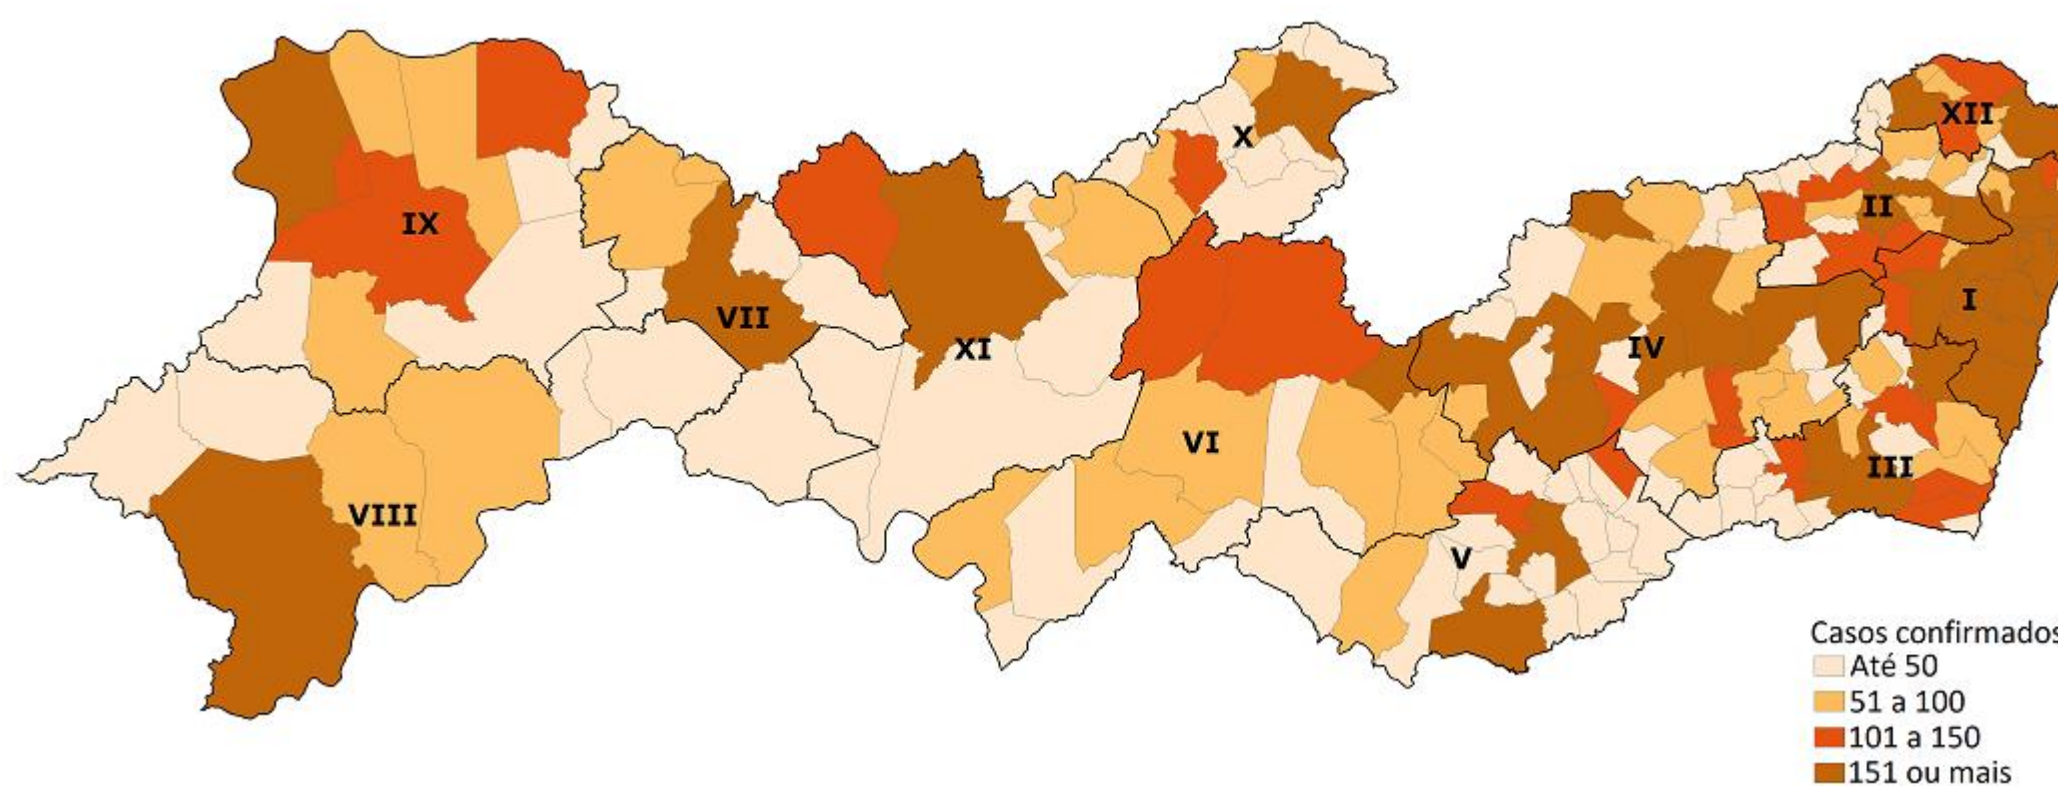 XII
X
II
IX
I
VII
XI
IV
VI
III
VIII
V
Casos confirmados
Até 50
51 a 100
101 a 150
151 ou mais